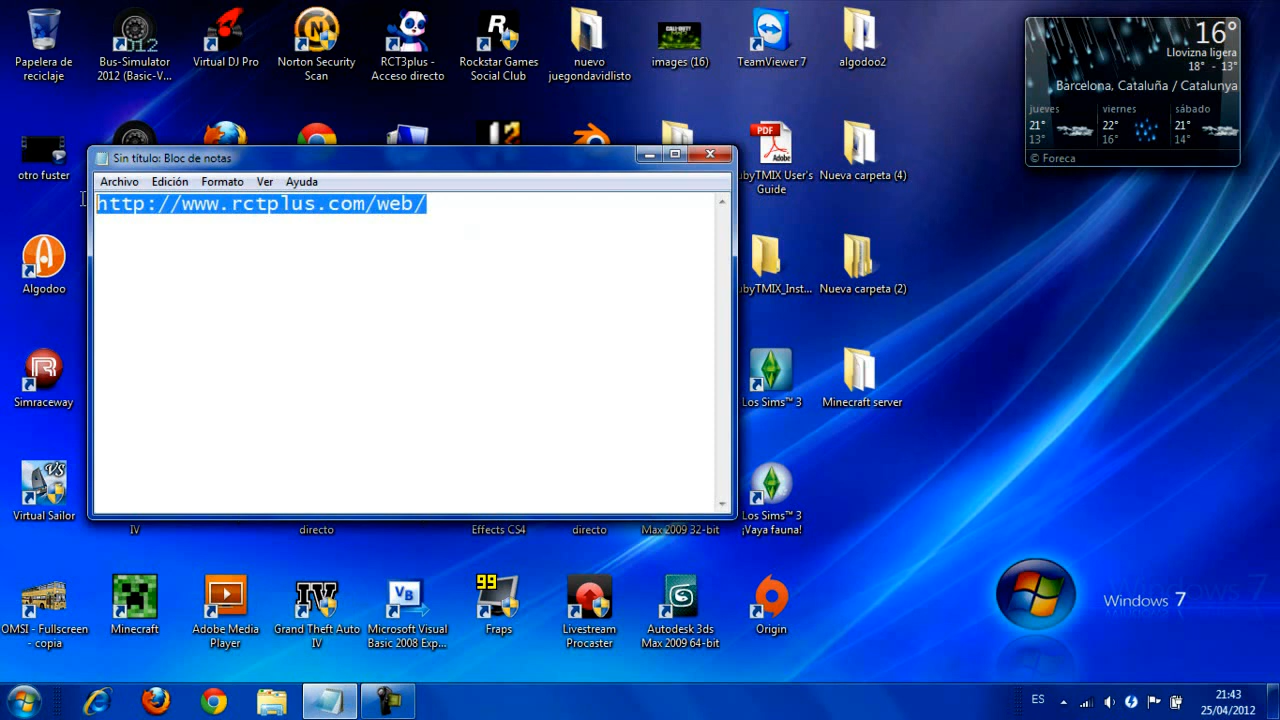 Papelera de
reciclaje
Bus-Simulator
2012 (Basic-V...
Virtual DJ Pro
Norton Security
Scan
RCT3plus -
Acceso directo
Rockstar Games
Social Club
nuevo
juegondavidlisto
images (16)
TeamViewer 7
algodoo2
16°
Llovizna ligera
18° - 13°
Barcelona, Cataluña / Catalunya
jueves
21°
13°
viernes
22°
16°
sábado
21°
14°
© Foreca
otro fuster
Sin título: Bloc de notas
Archivo Edición Formato Ver Ayuda
http://www.rctplus.com/web/
PDF
Adobe
ubyTMIX User's
Guide
Nueva carpeta (4)
Algodoo
ubyTMIX_Inst...
Nueva carpeta (2)
Simraceway
Los Sims™ 3
Minecraft server
VS
Virtual Sailor
IV
directo
Effects CS4
directo
Max 2009 32-bit
Los Sims™ 3
¡Vaya fauna!
OMSI - Fullscreen
- copia
Minecraft
Adobe Media
Player
IV
Grand Theft Auto
IV
VB
Microsoft Visual
Basic 2008 Exp...
99
Fraps
Livestream
Procaster
Autodesk 3ds
Max 2009 64-bit
Origin
Windows 7
ES
21:43
25/04/2012